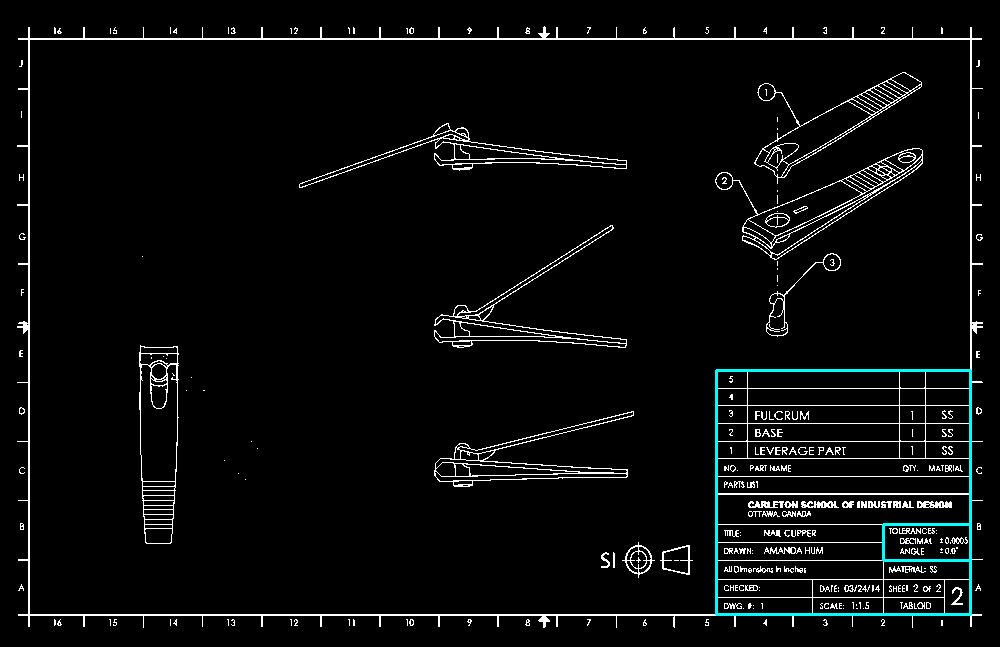 16 15 14 13 12 11 10 9 8 7 6 5 4 3 2 1
J J
I I
H H
G G
F F
E E
D D
C C
B B
A A
1
2
3
SI
5
4
3 FULCRUM 1 SS
2 BASE 1 SS
1 LEVERAGE PART 1 SS
NO. PART NAME QTY. MATERIAL
PARTS LIST
CARLETON SCHOOL OF INDUSTRIAL DESIGN
OTTAWA, CANADA
TITLE: NAIL CLIPPER
TOLERANCES:
DECIMAL ±0.0005
ANGLE ±0.0°
DRAWN: AMANDA HUM
All Dimensions in Inches
MATERIAL: SS
CHECKED: DATE: 03/24/14 SHEET 2 OF 2
2
DWG. #: 1 SCALE: 1:1.5 TABLOID
16 15 14 13 12 11 10 9 8 7 6 5 4 3 2 1